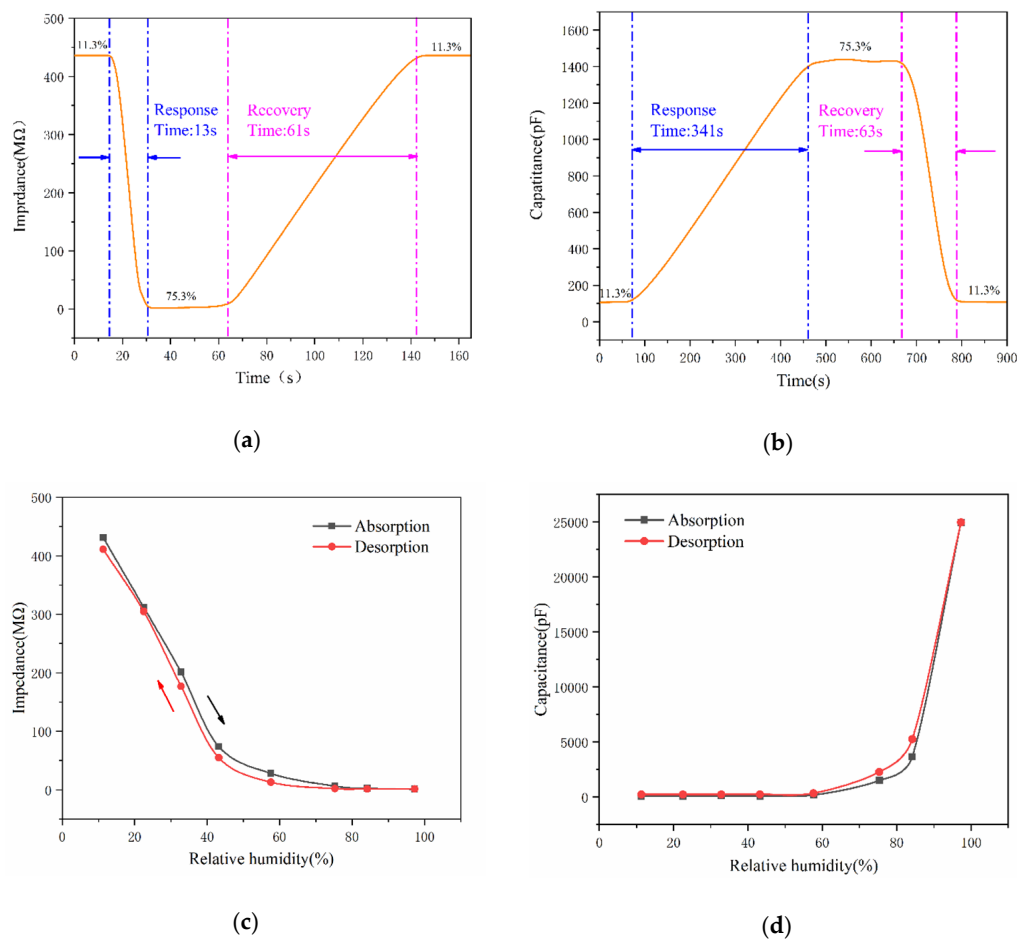 500
400
300
200
100
0
Imprdance(MΩ)
11.3%
11.3%
Response
Time:13s
Recovery
Time:61s
75.3%
0 20 40 60 80 100 120 140 160
Time (s)
(a)
1600
1400
1200
1000
800
600
400
200
0
Capatitance(pF)
75.3%
Response
Time:341s
Recovery
Time:63s
11.3%
11.3%
0 100 200 300 400 500 600 700 800 900
Time(s)
(b)
500
400
300
200
100
0
Impcdancc(MΩ)
Absorption
Desorption
0 20 40 60 80 100
Relative humidity(%)
(c)
25000
20000
15000
10000
5000
0
Capacitance(pF)
Absorption
Desorption
0 20 40 60 80 100
Relative humidity(%)
(d)